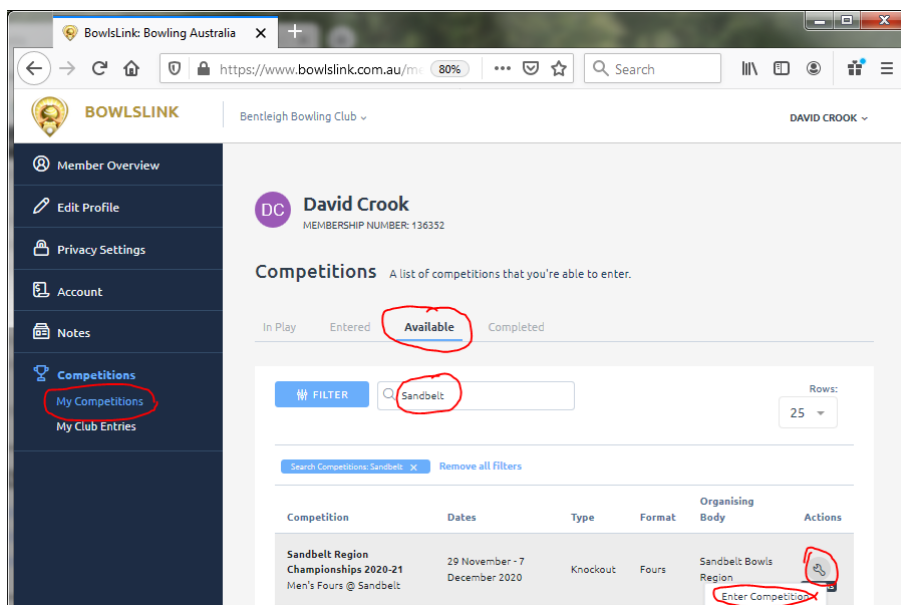 BowlsLink: Bowling Australia
https://www.bowlslink.com.au/me
80%
Search
BOWLSLINK
Bentleigh Bowling Club
DAVID CROOK
Member Overview
Edit Profile
Privacy Settings
Account
Notes
Competitions
My Competitions
My Club Entries
DC
David Crook
MEMBERSHIP NUMBER: 136352
Competitions A list of competitions that you're able to enter.
In Play Entered Available Completed
FILTER
Sandbelt
Rows:
25
Search Competitions: Sandbelt X
Remove all filters
Competition Dates Type Format Organising Body Actions
Sandbelt Region
Championships 2020-21
Men's Fours @ Sandbelt
29 November - 7
December 2020
Knockout
Fours
Sandbelt Bowls
Region
Enter Competition